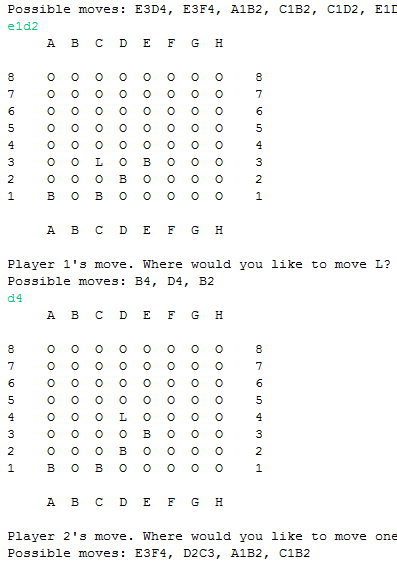 Possible moves: E3D4, E3F4, A1B2, C1B2, C1D2, E1D
e1d2
A B C D E F G H
8 O O O O O O O O 8
7 O O O O O O O O 7
6 O O O O O O O O 6
5 O O O O O O O O 5
4 O O O O O O O O 4
3 O O L O B O O O 3
2 O O O B O O O O 2
1 B O B O O O O O 1
A B C D E F G H
Player 1's move. Where would you like to move L?
Possible moves: B4, D4, B2
d4
A B C D E F G H
8 O O O O O O O O 8
7 O O O O O O O O 7
6 O O O O O O O O 6
5 O O O O O O O O 5
4 O O O L O O O O 4
3 O O O O B O O O 3
2 O O O B O O O O 2
1 B O B O O O O O 1
A B C D E F G H
Player 2's move. Where would you like to move one
Possible moves: E3F4, D2C3, A1B2, C1B2